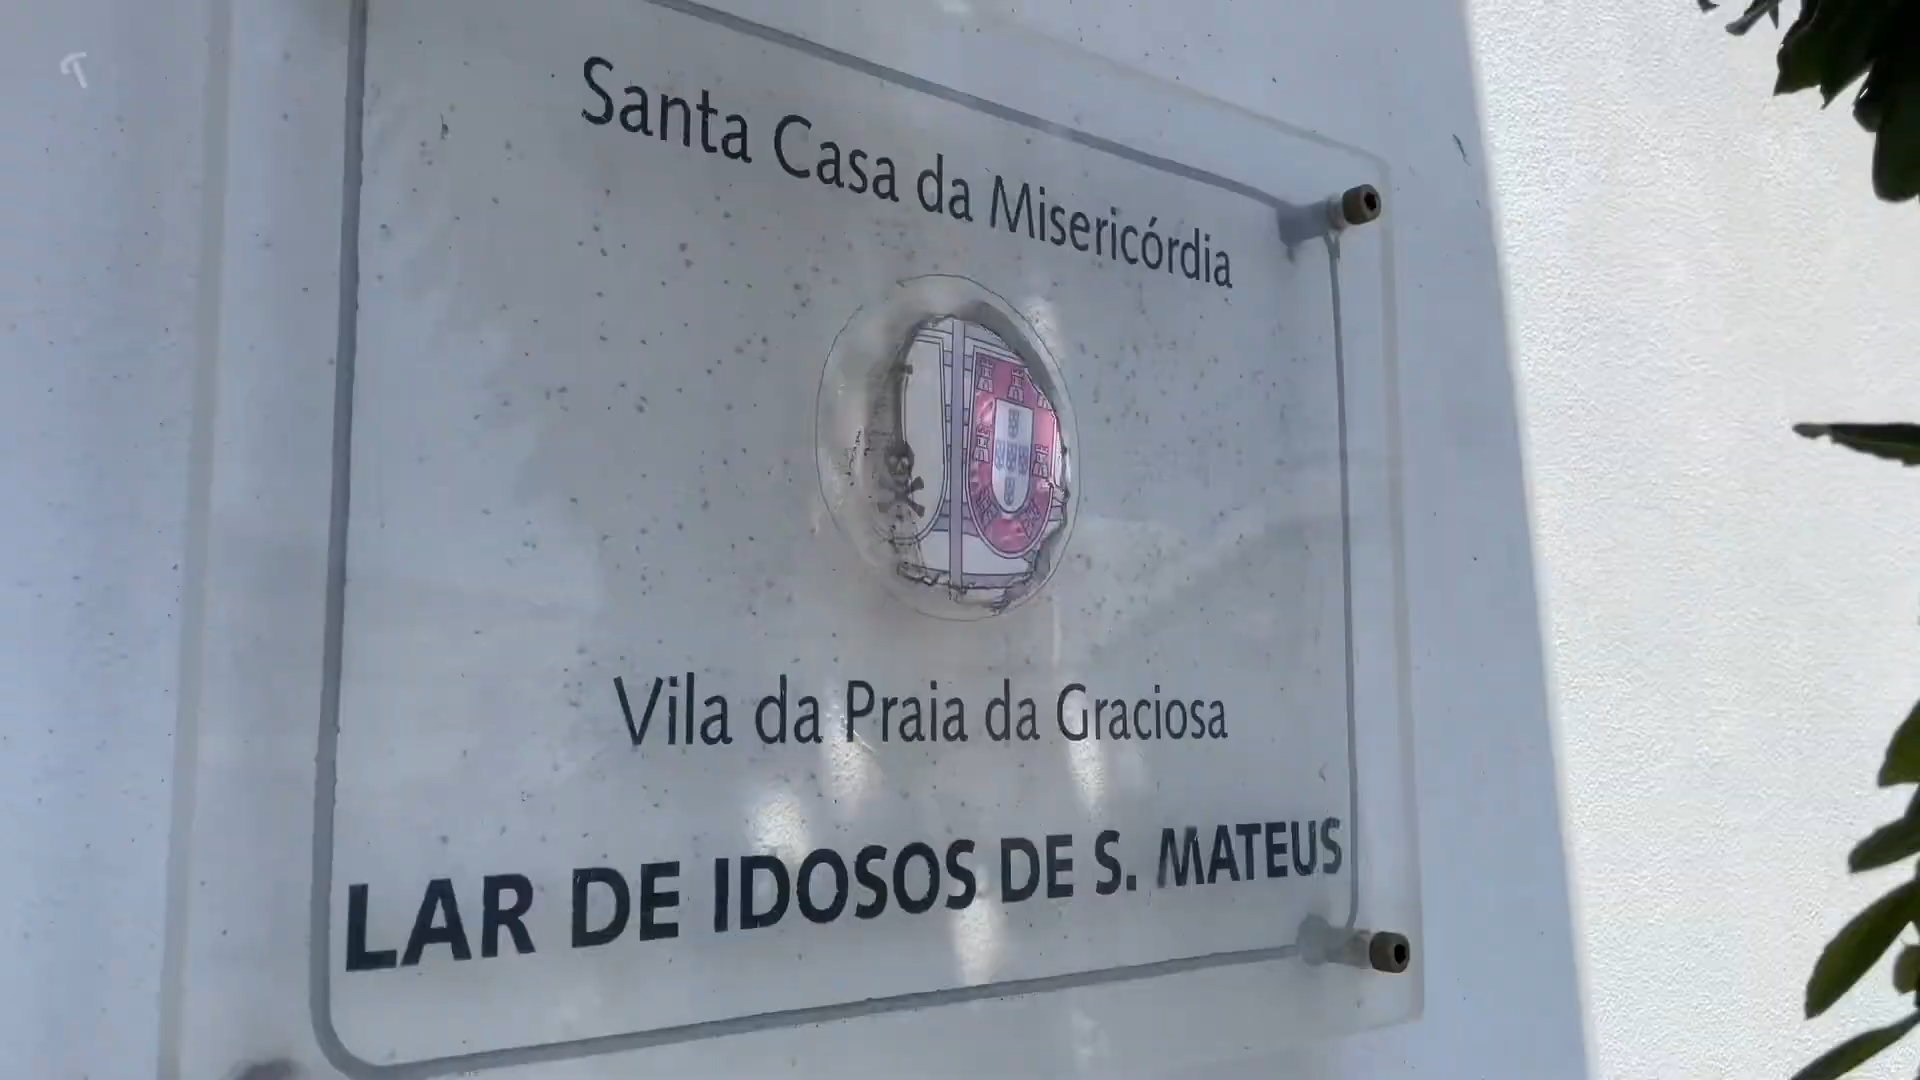 Santa Casa da Misericórdia
Vila da Praia da Graciosa
LAR DE IDOSOS DE S. MATEUS